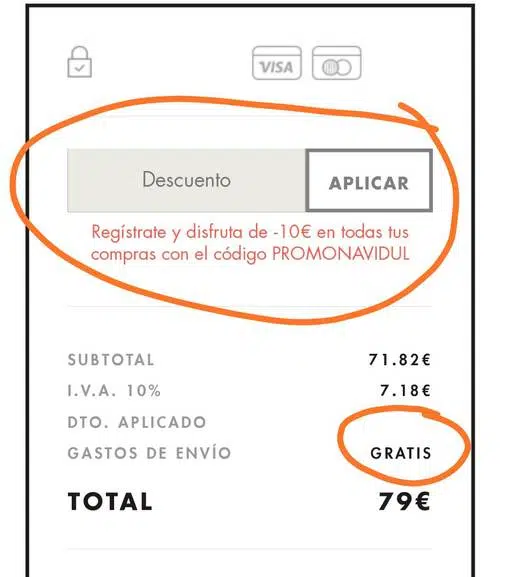 VISA
Descuento
APLICAR
Regístrate y disfruta de -10€ en todas tus
compras con el código PROMONAVIDUL
SUBTOTAL 71.82€
I.V.A. 10% 7.18€
DTO. APLICADO
GASTOS DE ENVÍO GRATIS
TOTAL 79€